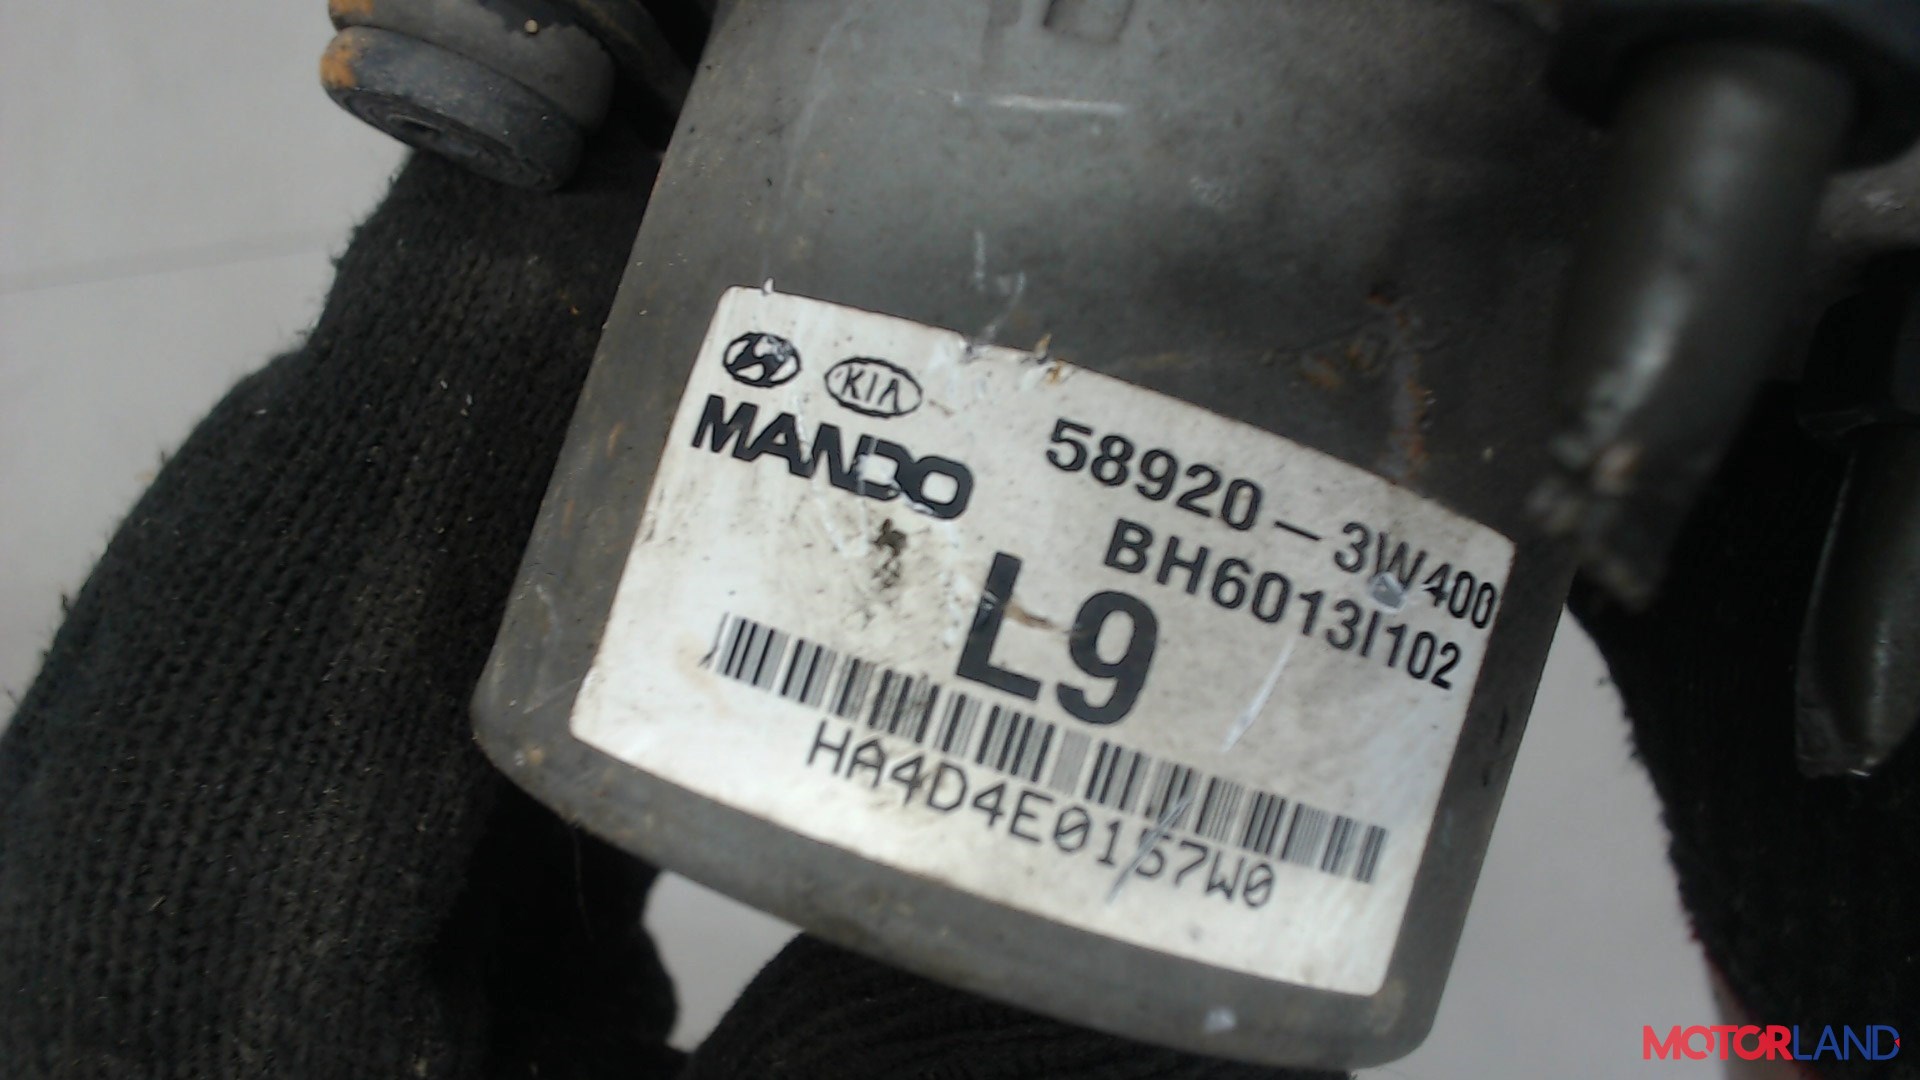 KIA
MANDO
58920-3W400
BH6013I102
L9
HA4D4E0157W0
MOTORLAND